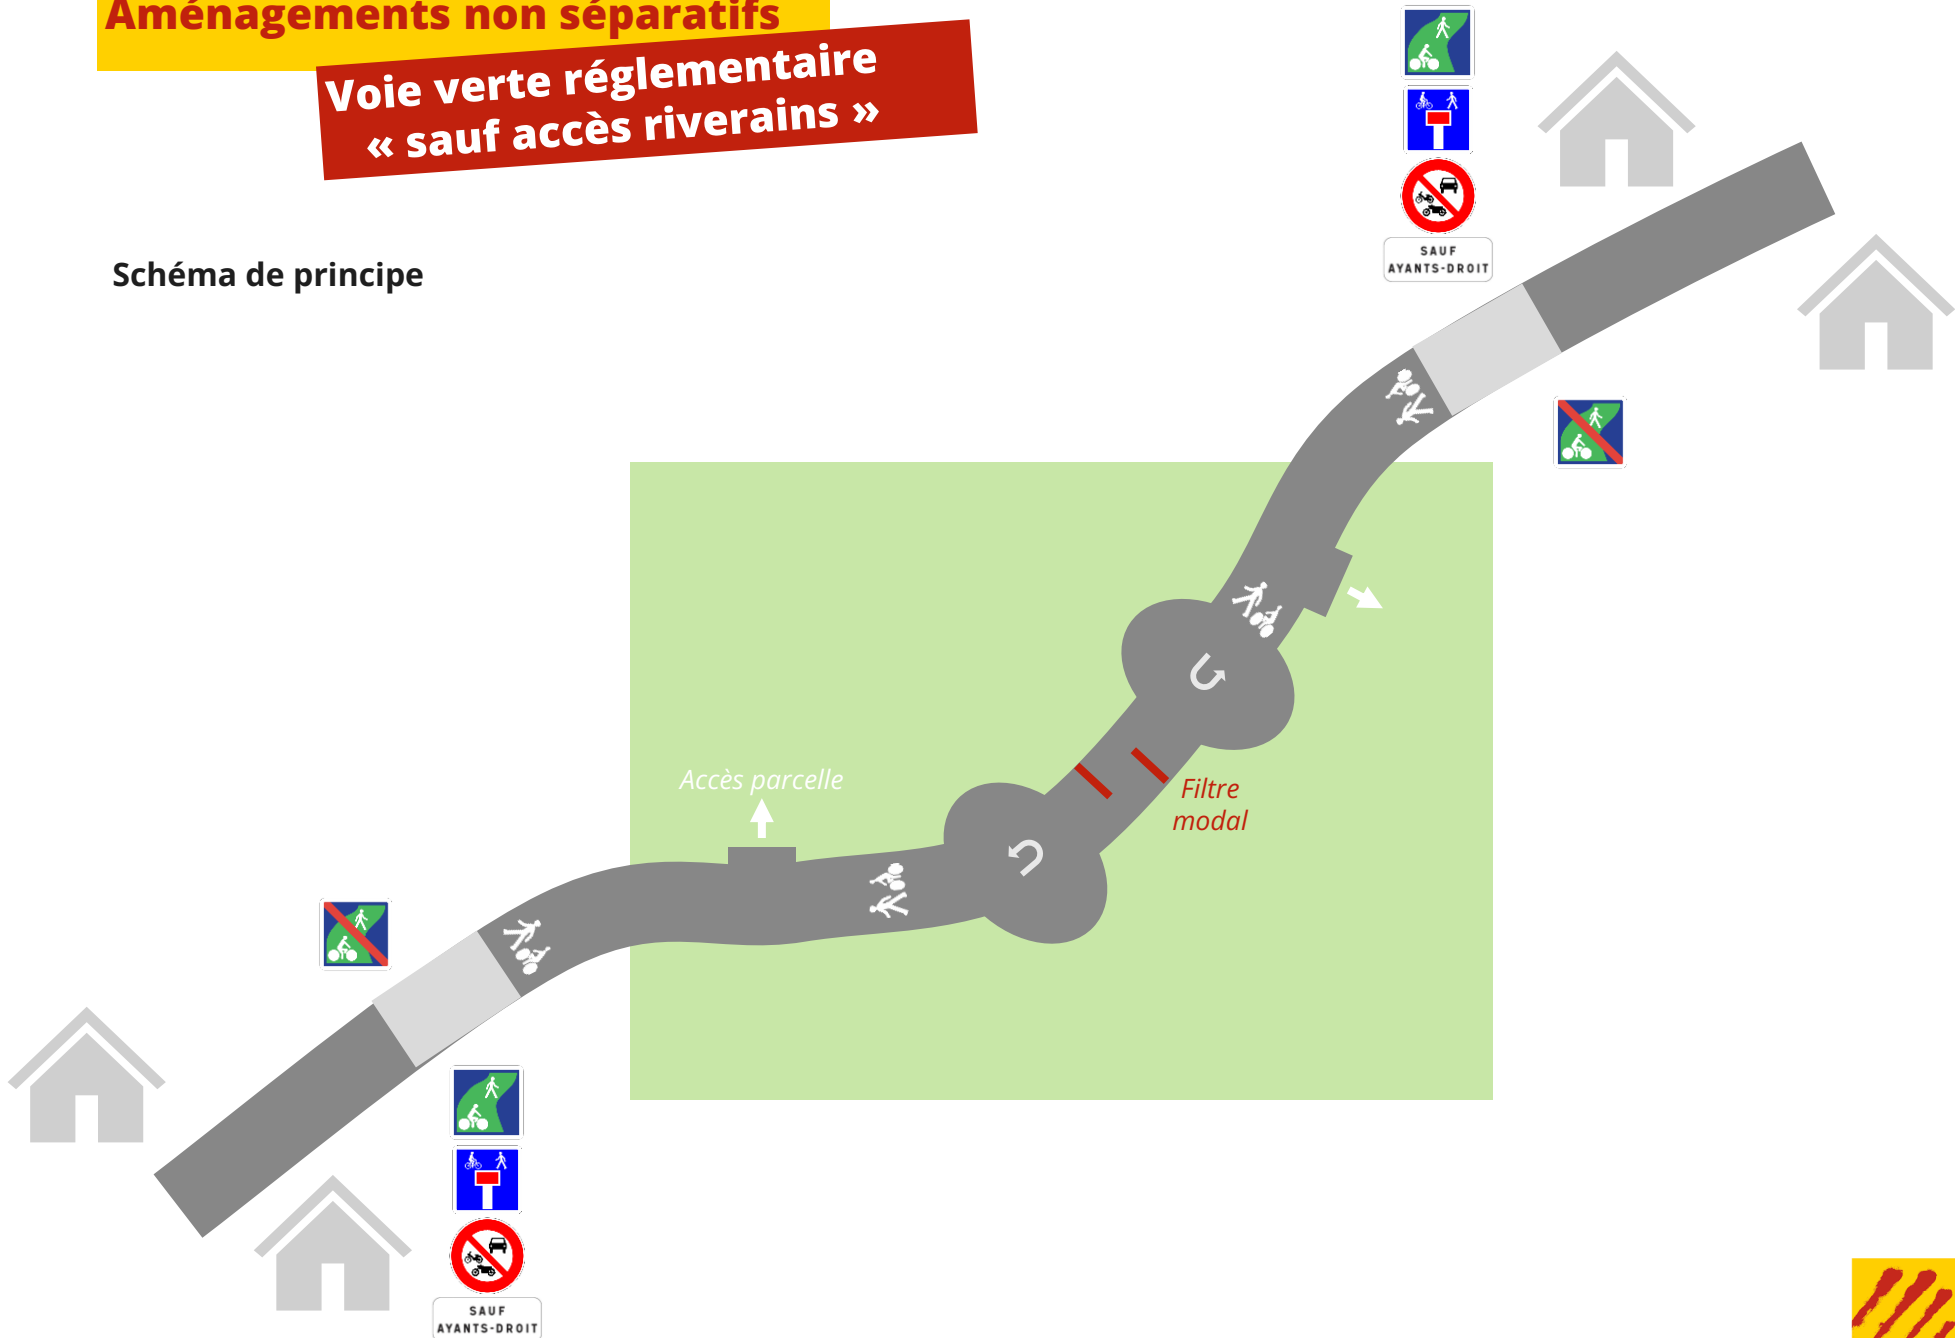 Aménagements non séparatifs
Voie verte réglementaire
« sauf accès riverains »
SAUF
AYANTS-DROIT
Schéma de principe
Accès parcelle
Filtre
modal
SAUF
AYANTS-DROIT